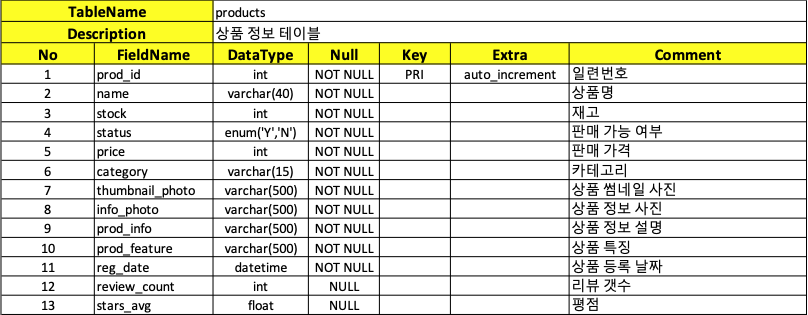 TableName products
Description 상품 정보 테이블
No FieldName DataType Null Key Extra Comment
1 prod_id int NOT NULL PRI auto_increment 일련번호
2 name varchar(40) NOT NULL 상품명
3 stock int NOT NULL 재고
4 status enum('Y','N') NOT NULL 판매 가능 여부
5 price int NOT NULL 판매 가격
6 category varchar(15) NOT NULL 카테고리
7 thumbnail_photo varchar(500) NOT NULL 상품 썸네일 사진
8 info_photo varchar(500) NOT NULL 상품 정보 사진
9 prod_info varchar(500) NOT NULL 상품 정보 설명
10 prod_feature varchar(500) NOT NULL 상품 특징
11 reg_date datetime NOT NULL 상품 등록 날짜
12 review_count int NULL 리뷰 갯수
13 stars_avg float NULL 평점